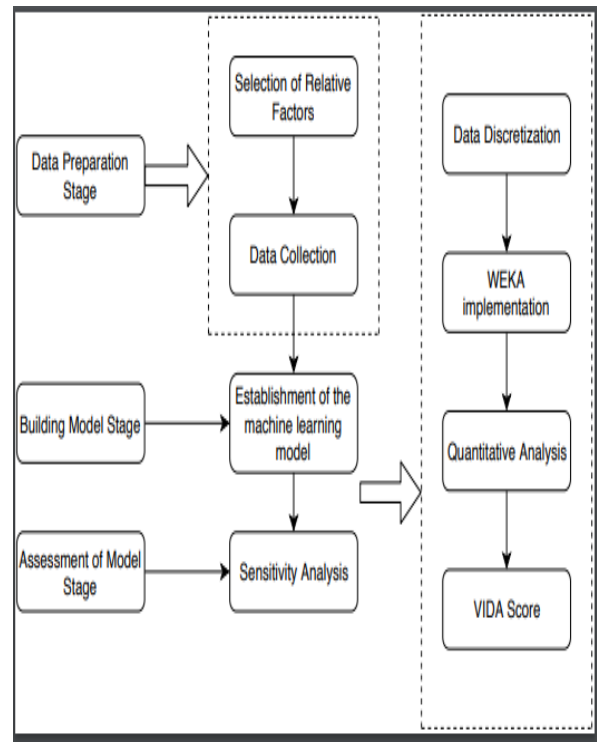 Data Preparation
Stage
Building Model Stage
Assessment of Model
Stage
Selection of Relative
Factors
Data Collection
Establishment of the
machine learning
model
Sensitivity Analysis
Data Discretization
WEKA
implementation
Quantitative Analysis
VIDA Score